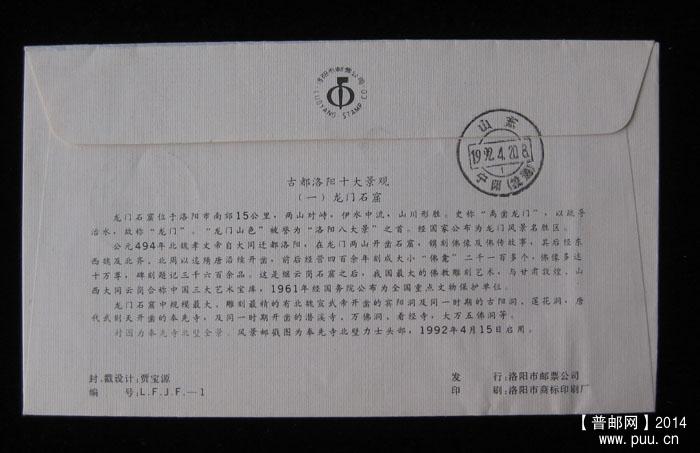 洛阳市邮票公司
LUOYANG STAMP CO.
山东
1992.4.20.8
1
宁阳(投递)
古都洛阳十大景观
(一)龙门石窟
龙门石窟位于洛阳市南郊15公里,两山对峙,伊水中流,山川形胜。史称“禹凿龙门”,以疏导
治水,故称“龙门”。“龙门山色”被誉为“洛阳八大景”之首。经国家公布为龙门风景名胜区。
公元494年北魏孝文帝自大同迁都洛阳,在龙门两山开凿石窟,镌刻佛像及佛传故事,其后经东
西魏及北齐、北周以迄隋唐沿续开凿,前后经营四百余年刻成大小“佛龛”二千一百多个,佛像多达
十万尊,碑刻题记三千六百余品。这是继云岗石窟之后,我国最大的佛教雕刻艺术,与甘肃敦煌、山
西大同云岗合称中国三大艺术宝库,1961年经国务院公布为全国重点文物保护单位。
龙门石窟中规模最大、雕刻最精的有北魏宣武帝开凿的宾阳洞及同一时期的古阳洞、莲花洞,唐
代武则天开凿的奉先寺,及同一时期开凿的潜溪寺、万佛洞、看经寺,大万五佛洞等。
封图为奉先寺北壁全景。风景邮戳图为奉先寺北壁力士头部,1992年4月15日启用。
封、戳设计:贾宝源
发 行:洛阳市邮票公司
编 号:L.F.J.F.—1
印 刷:洛阳市商标印刷厂
【普邮网】2014
www.puu.cn